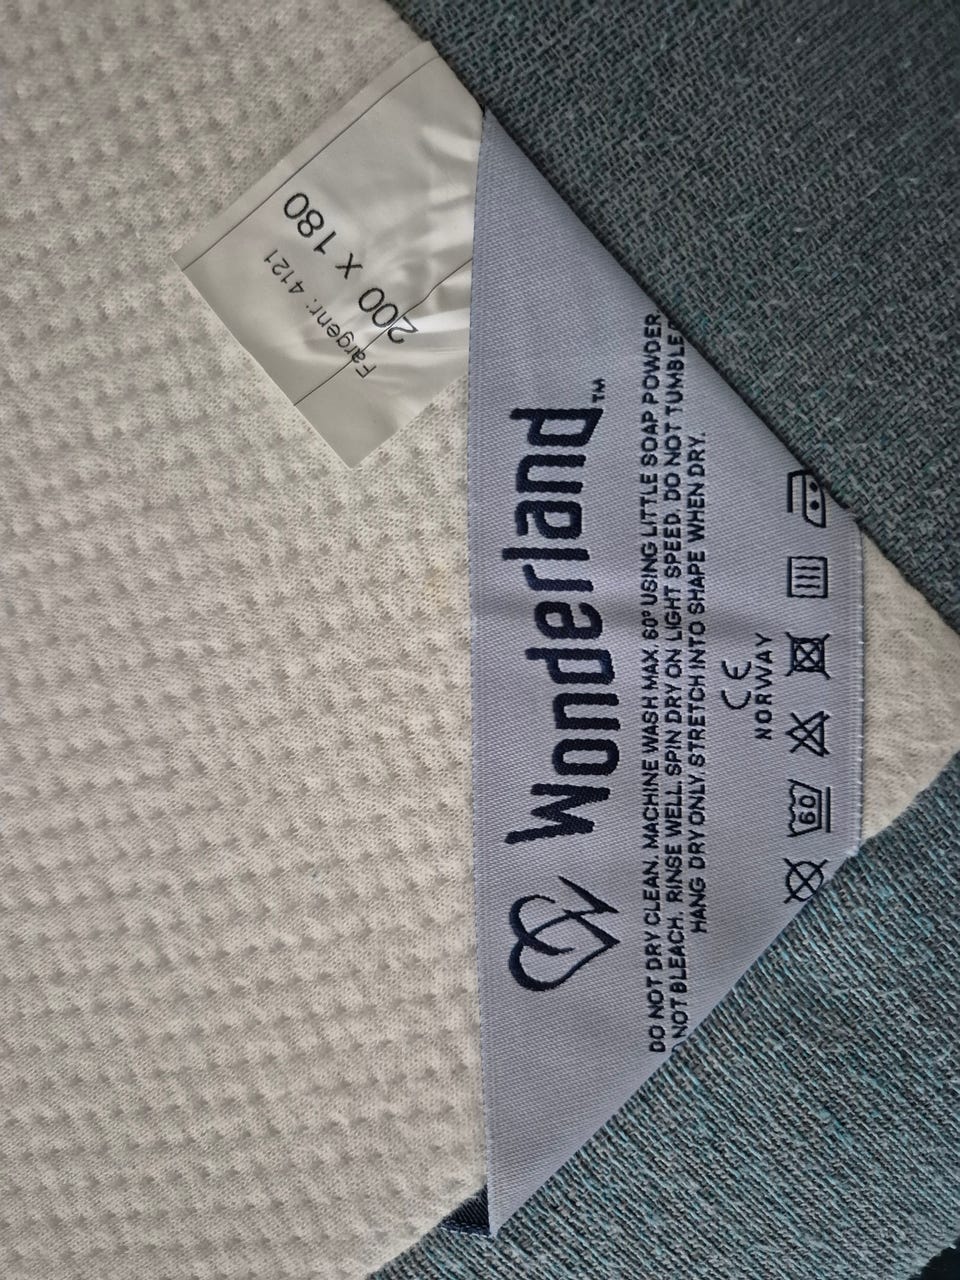 Fargenr: 4121
200 x 180
Wonderland™
DO NOT DRY CLEAN. MACHINE WASH MAX. 60° USING LITTLE SOAP POWDER.
NOT BLEACH. RINSE WELL. SPIN DRY ON LIGHT SPEED. DO NOT TUMBLE
HANG DRY ONLY. STRETCH INTO SHAPE WHEN DRY.
CE
NORWAY
60